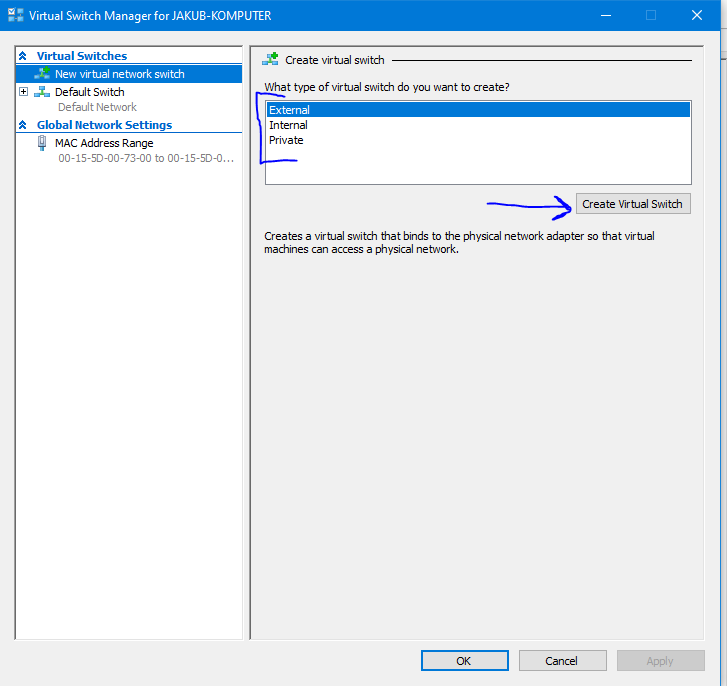 Virtual Switch Manager for JAKUB-KOMPUTER
Virtual Switches
New virtual network switch
Default Switch
Default Network
Global Network Settings
MAC Address Range
00-15-5D-00-73-00 to 00-15-5D-0...
Create virtual switch
What type of virtual switch do you want to create?
External
Internal
Private
Create Virtual Switch
Creates a virtual switch that binds to the physical network adapter so that virtual
machines can access a physical network.
OK
Cancel
Apply